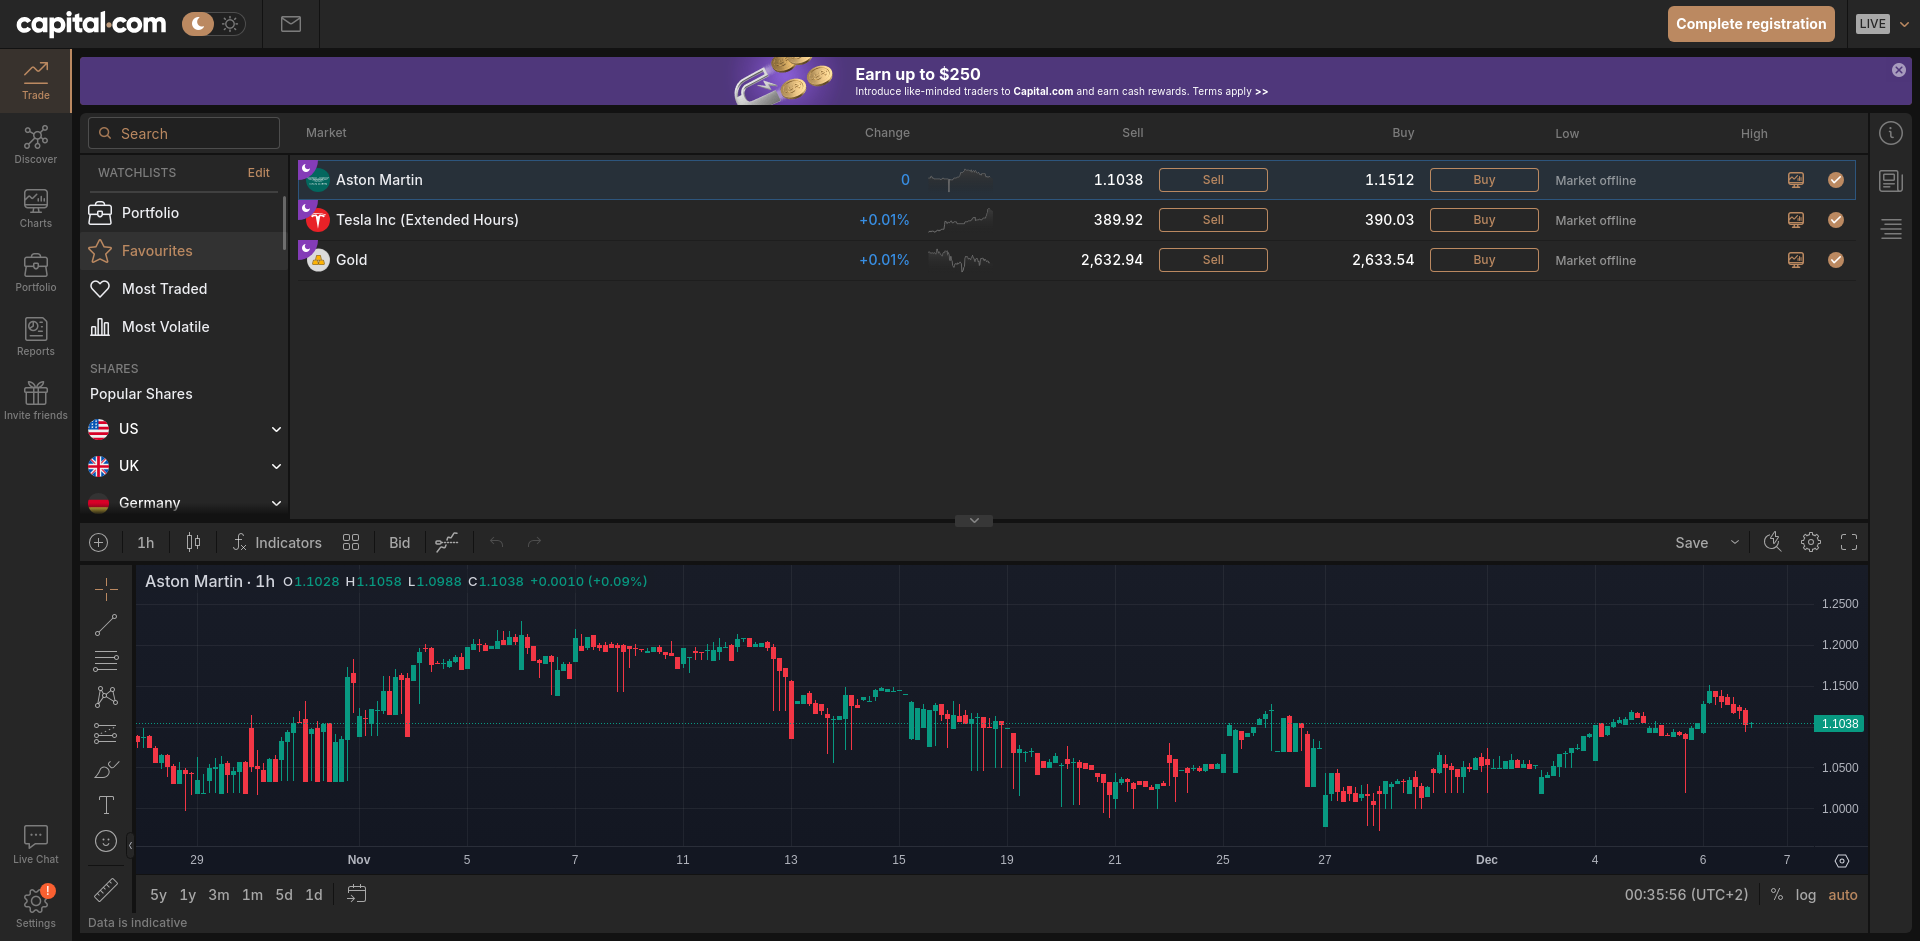 capital.com
Complete registration
LIVE
Trade
Discover
Charts
Portfolio
Reports
Invite friends
Live Chat
!
Settings
Earn up to $250
Introduce like-minded traders to Capital.com and earn cash rewards. Terms apply >>
Search
Market Change Sell Buy Low High
WATCHLISTS Edit
Portfolio
Favourites
Most Traded
Most Volatile
SHARES
Popular Shares
US
UK
Germany
Aston Martin 0 1.1038 Sell 1.1512 Buy Market offline
Tesla Inc (Extended Hours) +0.01% 389.92 Sell 390.03 Buy Market offline
Gold +0.01% 2,632.94 Sell 2,633.54 Buy Market offline
1h Indicators Bid Save
Aston Martin · 1h O1.1028 H1.1058 L1.0988 C1.1038 +0.0010 (+0.09%)
1.2500
1.2000
1.1500
1.1038
1.0500
1.0000
29 Nov 5 7 11 13 15 19 21 25 27 Dec 4 6 7
5y 1y 3m 1m 5d 1d 00:35:56 (UTC+2) % log auto
Data is indicative